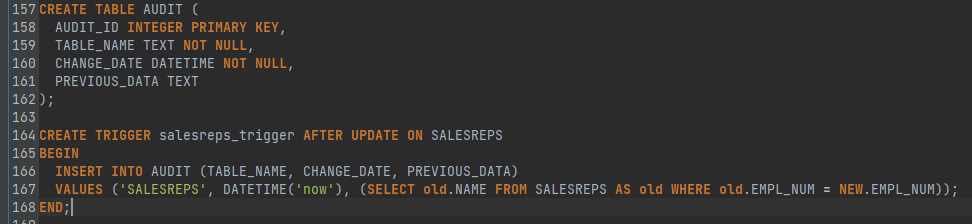 157 CREATE TABLE AUDIT (
158 AUDIT_ID INTEGER PRIMARY KEY,
159 TABLE_NAME TEXT NOT NULL,
160 CHANGE_DATE DATETIME NOT NULL,
161 PREVIOUS_DATA TEXT
162 );
163
164 CREATE TRIGGER salesreps_trigger AFTER UPDATE ON SALESREPS
165 BEGIN
166 INSERT INTO AUDIT (TABLE_NAME, CHANGE_DATE, PREVIOUS_DATA)
167 VALUES ('SALESREPS', DATETIME('now'), (SELECT old.NAME FROM SALESREPS AS old WHERE old.EMPL_NUM = NEW.EMPL_NUM));
168 END;